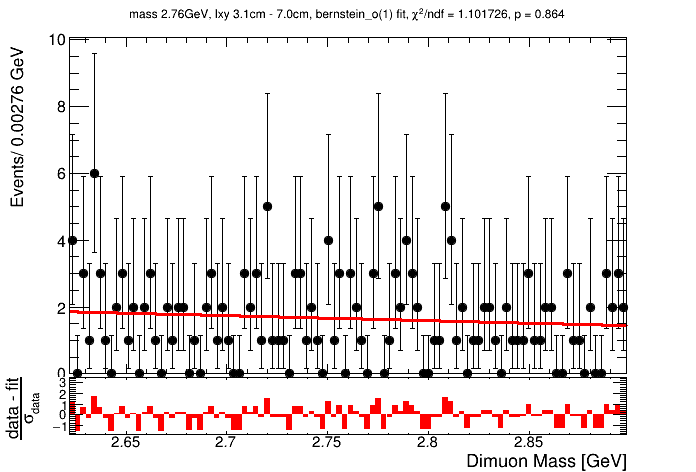 mass 2.76GeV, lxy 3.1cm - 7.0cm, bernstein_o(1) fit, χ²/ndf = 1.101726, p = 0.864
Events/ 0.00276 GeV
10
8
6
4
2
0
data - fit
σdata
3
2
1
0
−1
2.65 2.7 2.75 2.8 2.85
Dimuon Mass [GeV]